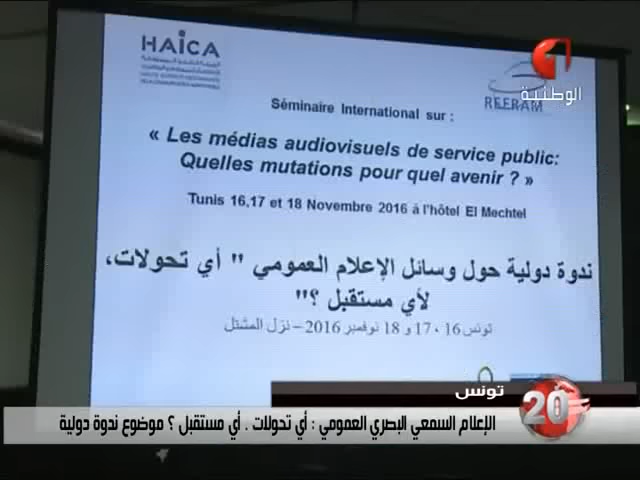 HAICA
REERAM
الوطنية
Séminaire International sur :
« Les médias audiovisuels de service public:
Quelles mutations pour quel avenir ? »
Tunis 16,17 et 18 Novembre 2016 à l'hôtel El Mechtel
ندوة دولية حول وسائل الإعلام العمومي " أي تحولات،
لأي مستقبل ؟"
تونس 16، 17 و 18 نوفمبر 2016 – نزل المشتل
تونس
20
الإعلام السمعي البصري العمومي : أي تحولات . أي مستقبل ؟ موضوع ندوة دولية